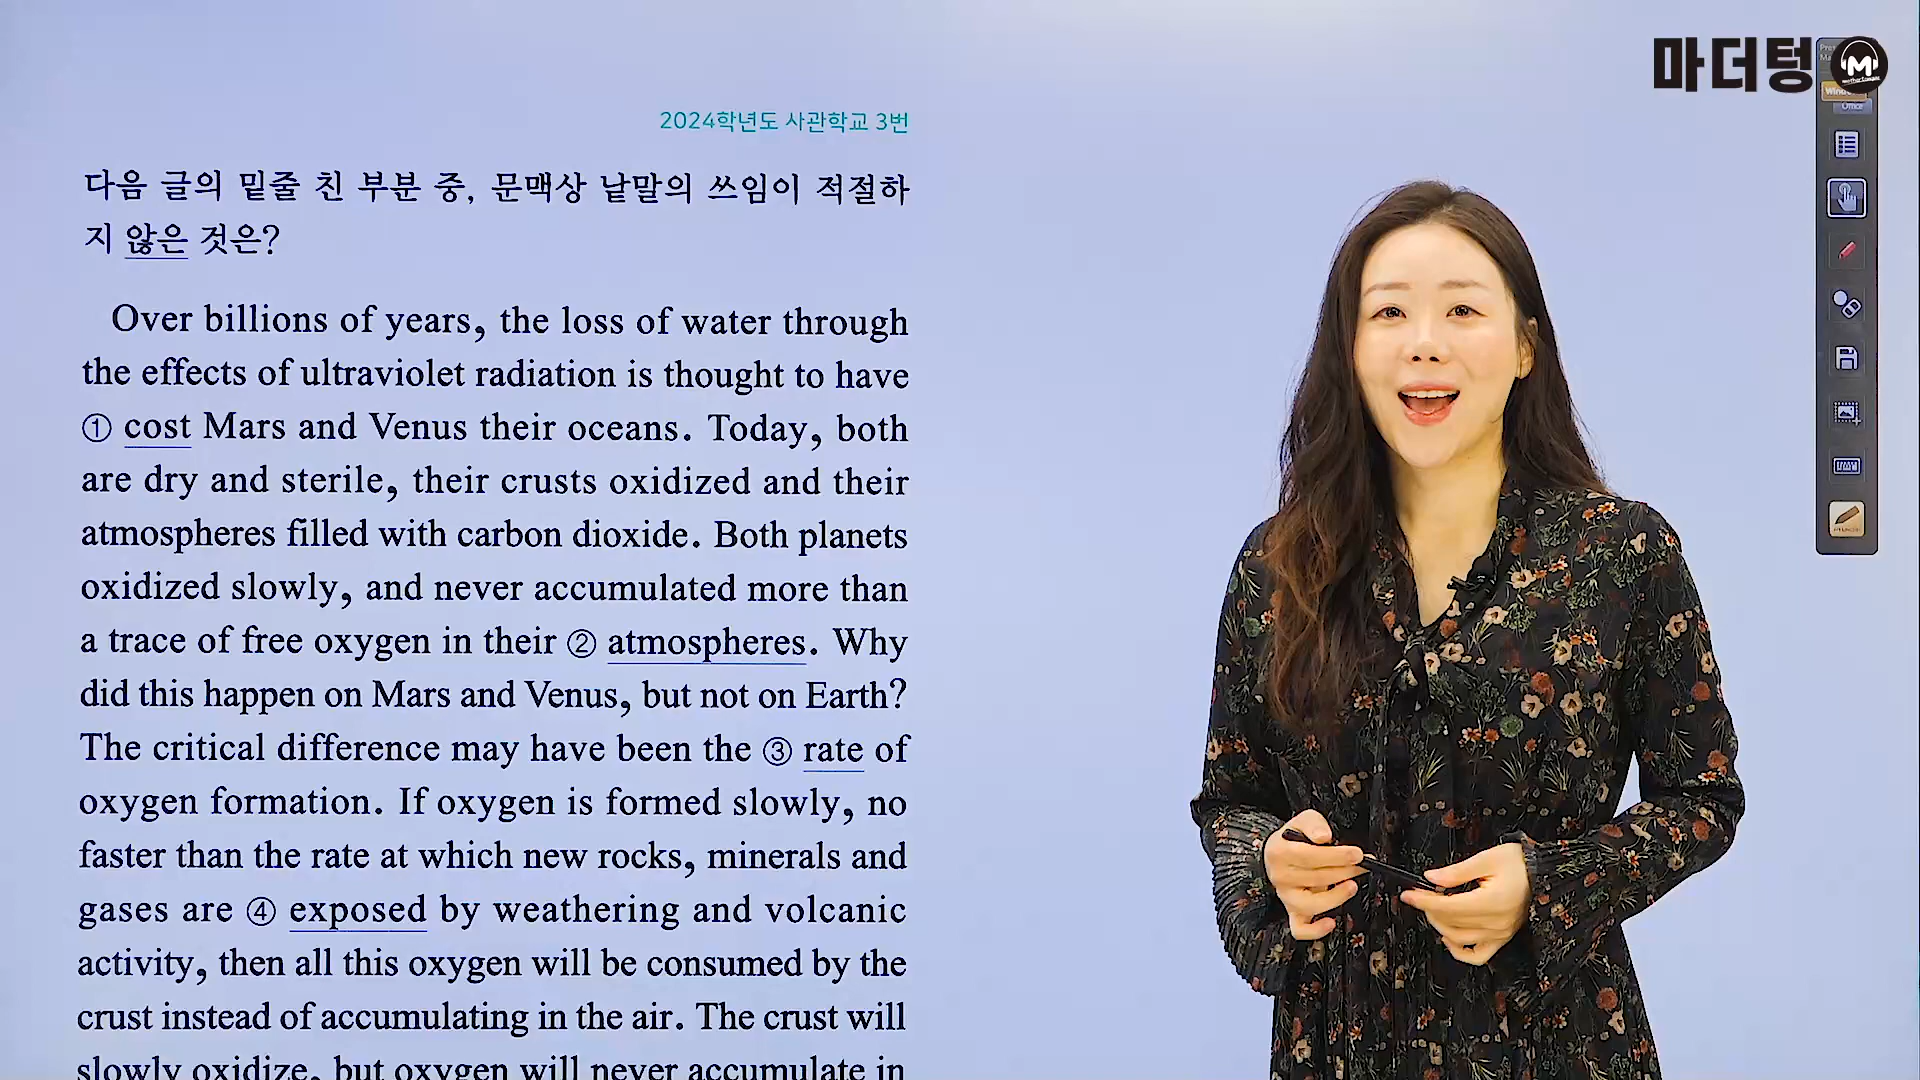 마더텅
M
2024학년도 사관학교 3번
다음 글의 밑줄 친 부분 중, 문맥상 낱말의 쓰임이 적절하
지 않은 것은?
Over billions of years, the loss of water through
the effects of ultraviolet radiation is thought to have
① cost Mars and Venus their oceans. Today, both
are dry and sterile, their crusts oxidized and their
atmospheres filled with carbon dioxide. Both planets
oxidized slowly, and never accumulated more than
a trace of free oxygen in their ② atmospheres. Why
did this happen on Mars and Venus, but not on Earth?
The critical difference may have been the ③ rate of
oxygen formation. If oxygen is formed slowly, no
faster than the rate at which new rocks, minerals and
gases are ④ exposed by weathering and volcanic
activity, then all this oxygen will be consumed by the
crust instead of accumulating in the air. The crust will
slowly oxidize, but oxygen will never accumulate in